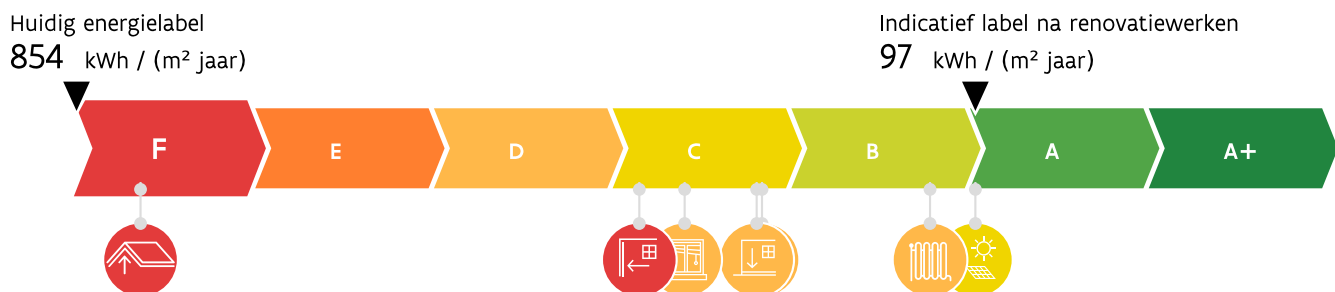 Huidig energielabel
854 kWh / (m² jaar)
Indicatief label na renovatiewerken
97 kWh / (m² jaar)
F E D C B A A+